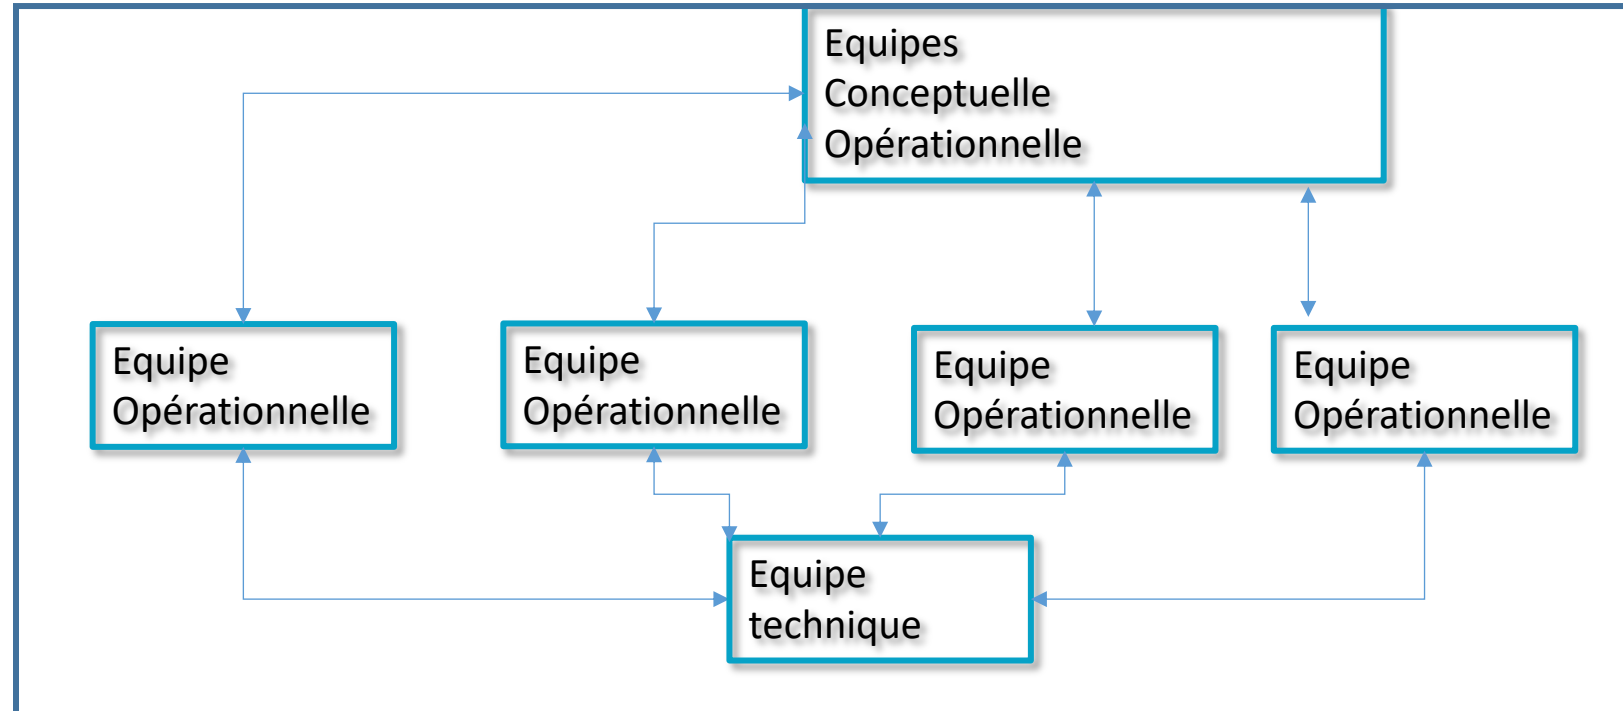 Equipes
Conceptuelle
Opérationnelle
Equipe
Opérationnelle
Equipe
Opérationnelle
Equipe
Opérationnelle
Equipe
Opérationnelle
Equipe
technique